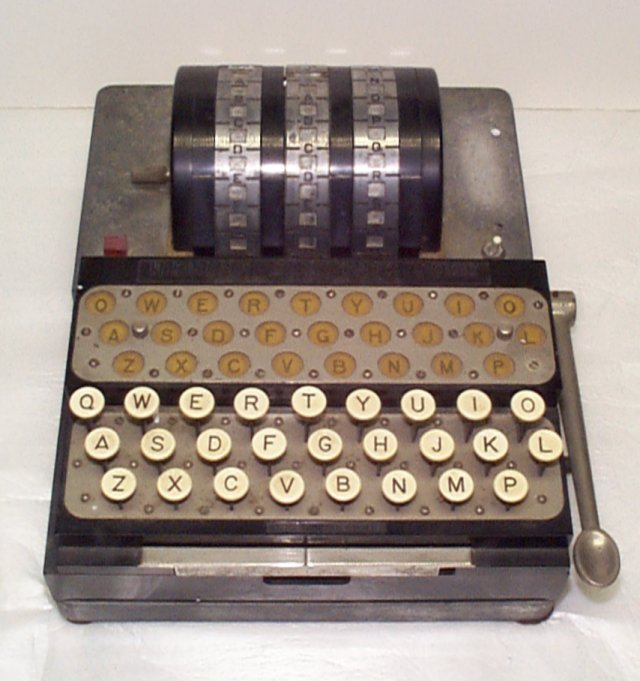 Q W E R T Y U I O
A S D F G H J K L
Z X C V B N M P
Q W E R T Y U I O
A S D F G H J K L
Z X C V B N M P